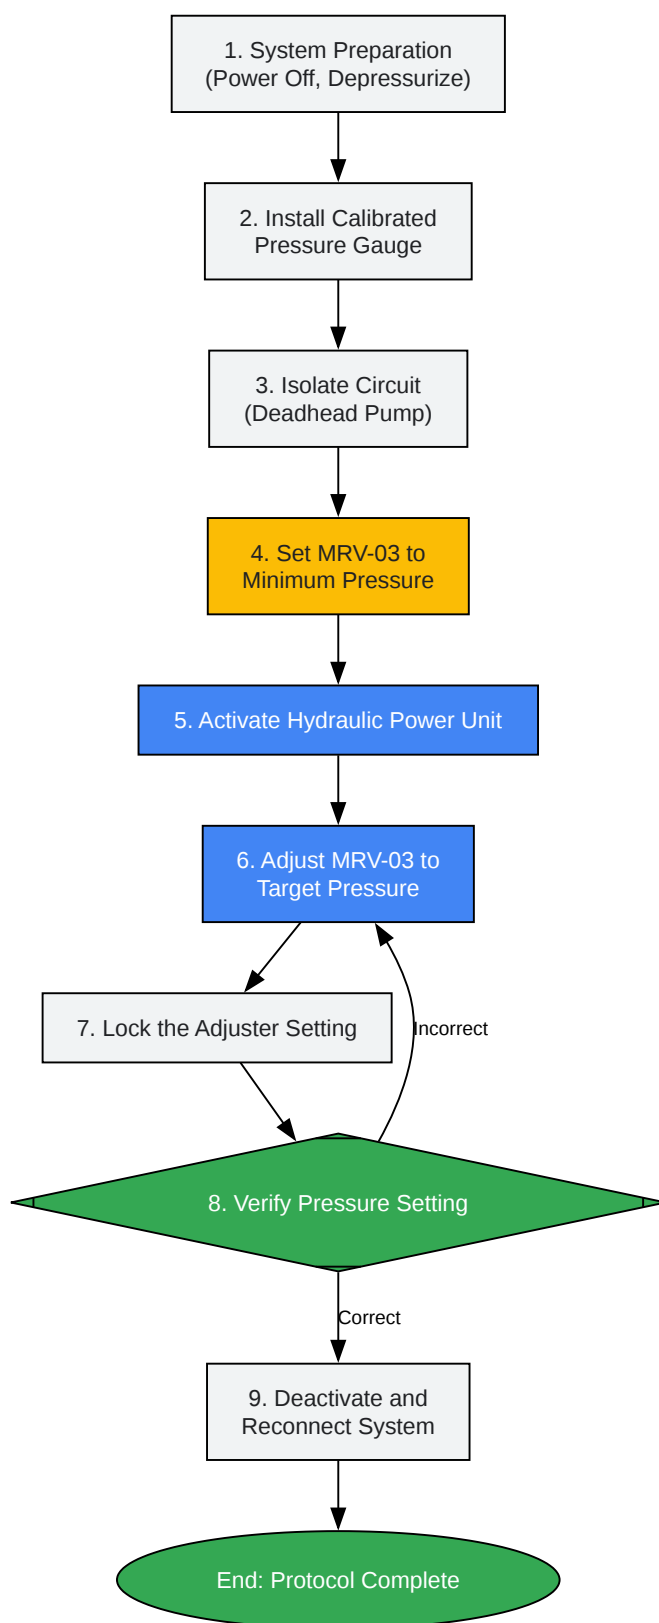 1. System Preparation
(Power Off, Depressurize)
2. Install Calibrated
Pressure Gauge
3. Isolate Circuit
(Deadhead Pump)
4. Set MRV-03 to
Minimum Pressure
5. Activate Hydraulic Power Unit
6. Adjust MRV-03 to
Target Pressure
7. Lock the Adjuster Setting
Incorrect
8. Verify Pressure Setting
Correct
9. Deactivate and
Reconnect System
End: Protocol Complete